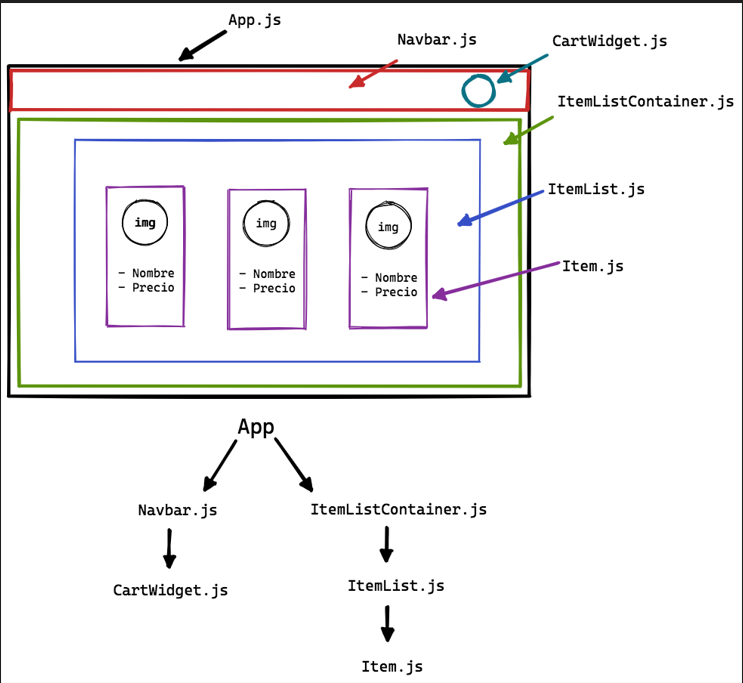 App.js
Navbar.js
CartWidget.js
ItemListContainer.js
ItemList.js
img
img
img
- Nombre
- Precio
- Nombre
- Precio
- Nombre
- Precio
Item.js
App
Navbar.js
ItemListContainer.js
CartWidget.js
ItemList.js
Item.js